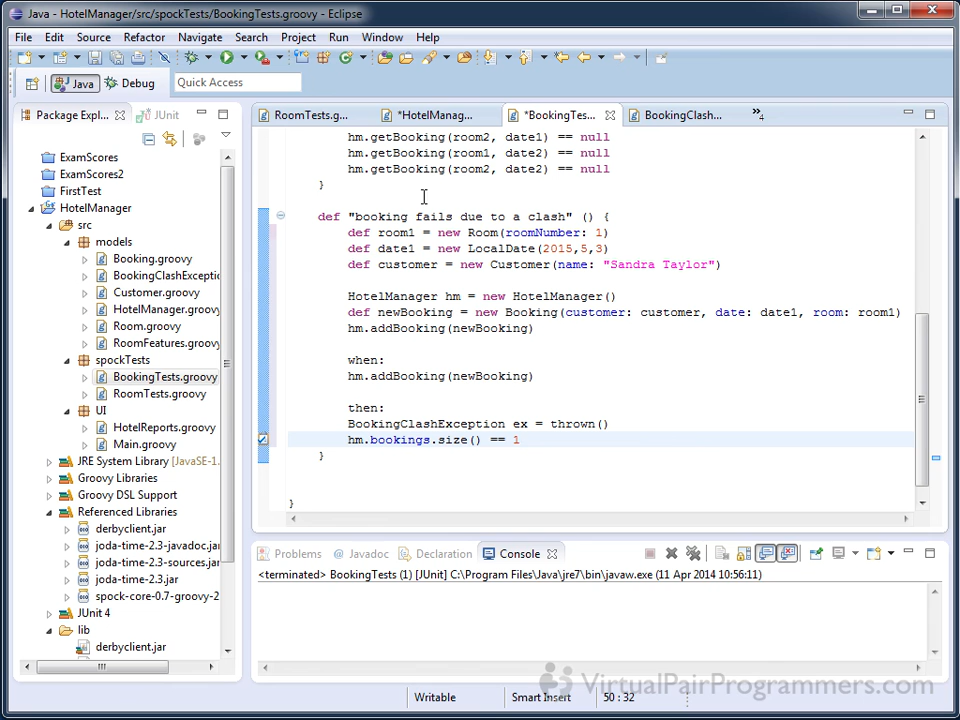 Java - HotelManager/src/spockTests/BookingTests.groovy - Eclipse
File Edit Source Refactor Navigate Search Project Run Window Help
Java Debug Quick Access
Package Expl... JUnit
RoomTests.g... *HotelManag... *BookingTes... BookingClash... »4
ExamScores
ExamScores2
FirstTest
HotelManager
src
models
Booking.groovy
BookingClashExceptio
Customer.groovy
HotelManager.groovy
Room.groovy
RoomFeatures.groovy
spockTests
BookingTests.groovy
RoomTests.groovy
UI
HotelReports.groovy
Main.groovy
JRE System Library [JavaSE-1.
Groovy Libraries
Groovy DSL Support
Referenced Libraries
derbyclient.jar
joda-time-2.3-javadoc.jar
joda-time-2.3-sources.jar
joda-time-2.3.jar
spock-core-0.7-groovy-2
JUnit 4
lib
derbyclient.jar
hm.getBooking(room2, date1) == null
hm.getBooking(room1, date2) == null
hm.getBooking(room2, date2) == null
}
def "booking fails due to a clash" () {
def room1 = new Room(roomNumber: 1)
def date1 = new LocalDate(2015,5,3)
def customer = new Customer(name: "Sandra Taylor")
HotelManager hm = new HotelManager()
def newBooking = new Booking(customer: customer, date: date1, room: room1)
hm.addBooking(newBooking)
when:
hm.addBooking(newBooking)
then:
BookingClashException ex = thrown()
hm.bookings.size() == 1
}
}
Problems Javadoc Declaration Console
<terminated> BookingTests (1) [JUnit] C:\Program Files\Java\jre7\bin\javaw.exe (11 Apr 2014 10:56:11)
VirtualPairProgrammers.com
Writable Smart Insert 50 : 32